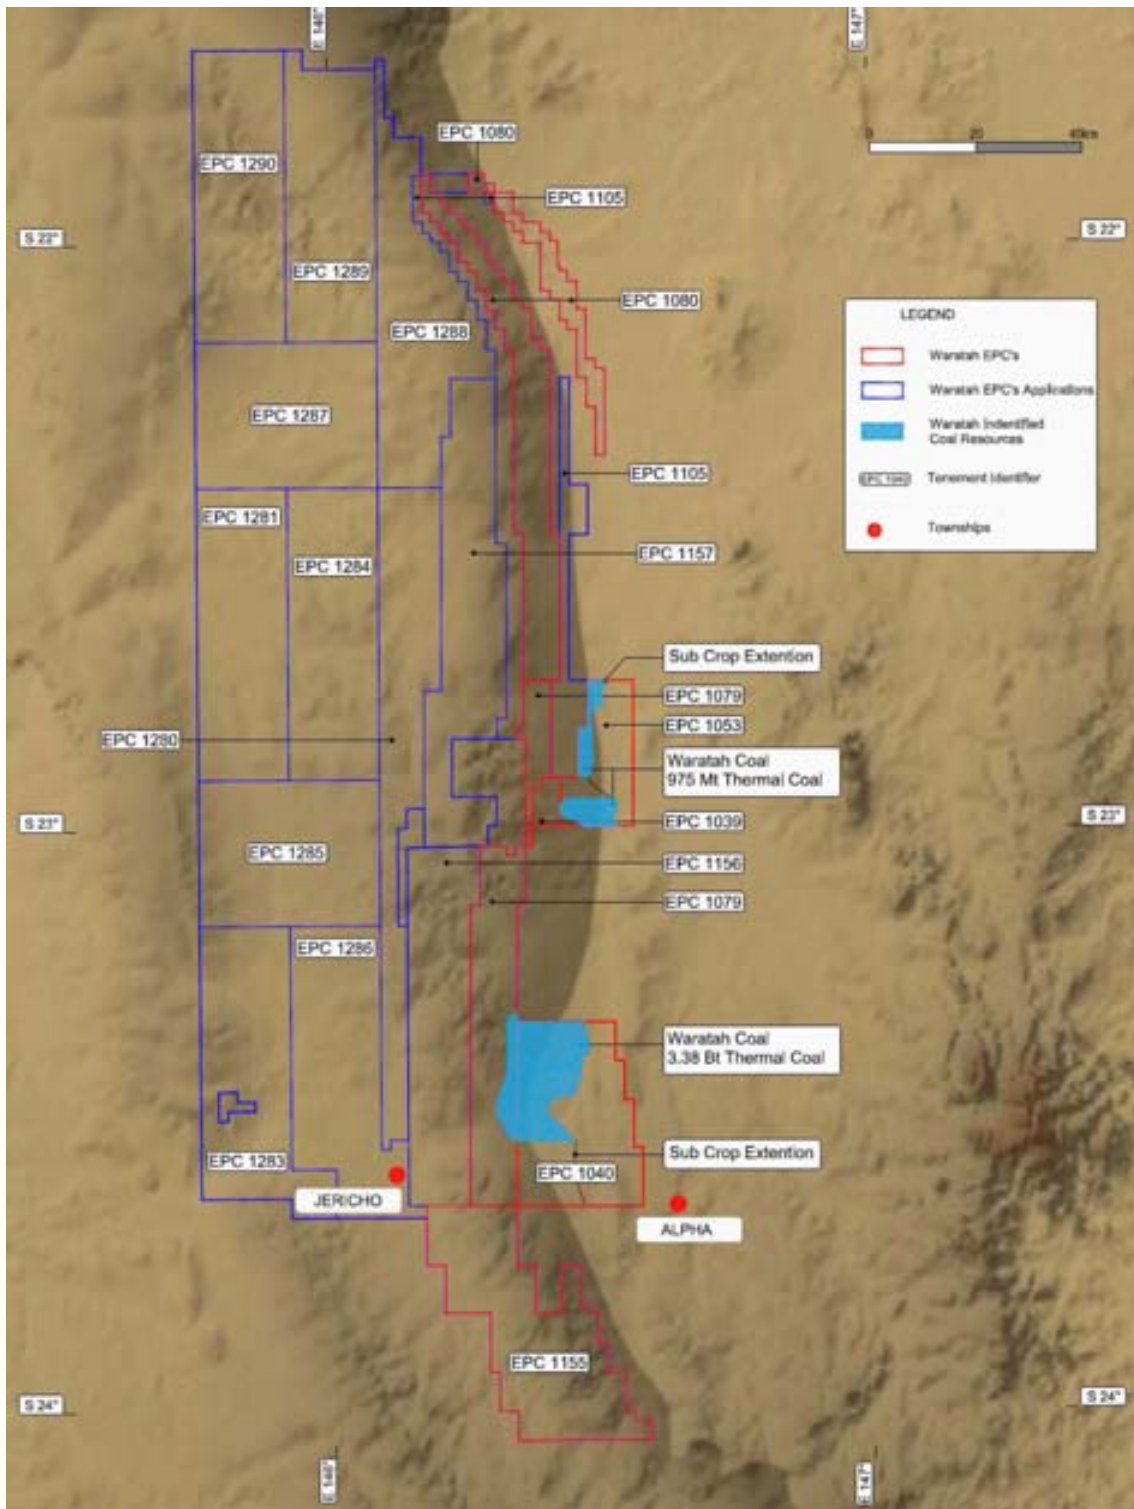 E 146°
E 147°
EPC 1080
0 20 40km
EPC 1290
EPC 1105
S 22°
S 22°
EPC 1289
EPC 1080
EPC 1288
LEGEND
Waratah EPC's
Waratah EPC's Applications
Waratah Indentified
Coal Resources
EPC 1040
Tenement Identifier
Townships
EPC 1287
EPC 1105
EPC 1281
EPC 1157
EPC 1284
Sub Crop Extention
EPC 1079
EPC 1053
EPC 1280
Waratah Coal
975 Mt Thermal Coal
S 23°
EPC 1039
S 23°
EPC 1285
EPC 1156
EPC 1079
EPC 1286
Waratah Coal
3.38 Bt Thermal Coal
EPC 1283
Sub Crop Extention
EPC 1040
JERICHO
ALPHA
EPC 1155
S 24°
S 24°
E 146°
E 147°